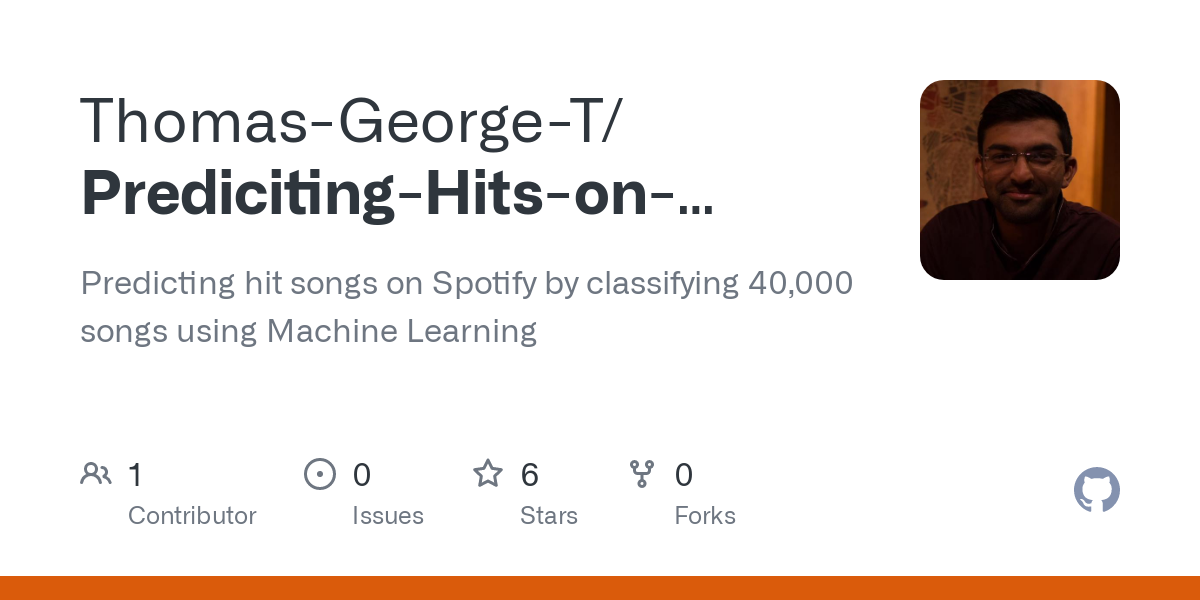 Thomas-George-T/
Prediciting-Hits-on-...
Predicting hit songs on Spotify by classifying 40,000
songs using Machine Learning
1 0 6 0
Contributor Issues Stars Forks